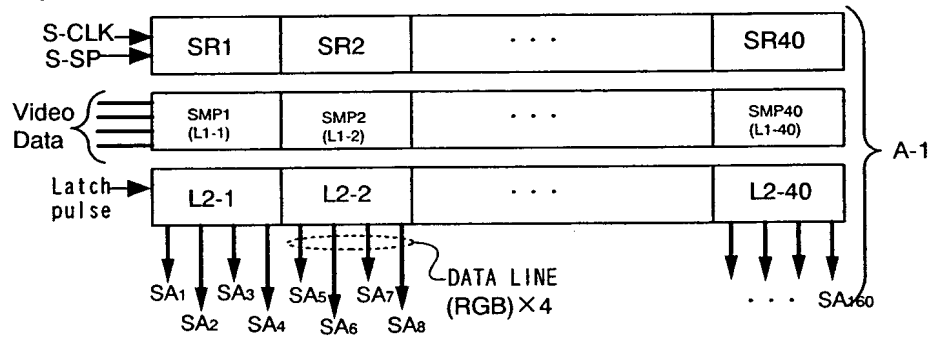 S-CLK
S-SP
SR1 SR2 · · · SR40
Video
Data
SMP1
(L1-1)
SMP2
(L1-2)
· · ·
SMP40
(L1-40)
A-1
Latch
pulse
L2-1 L2-2 · · · L2-40
SA1 SA2 SA3 SA4 SA5 SA6 SA7 SA8
DATA LINE
(RGB)×4
· · · SA160